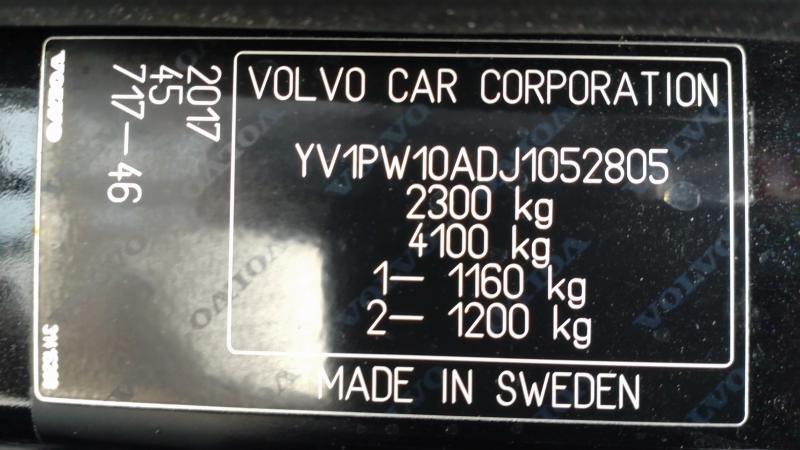 VOLVO CAR CORPORATION
YV1PW10ADJ1052805
2300 kg
4100 kg
1– 1160 kg
2– 1200 kg
MADE IN SWEDEN
2017
45
717–46
VOLVO